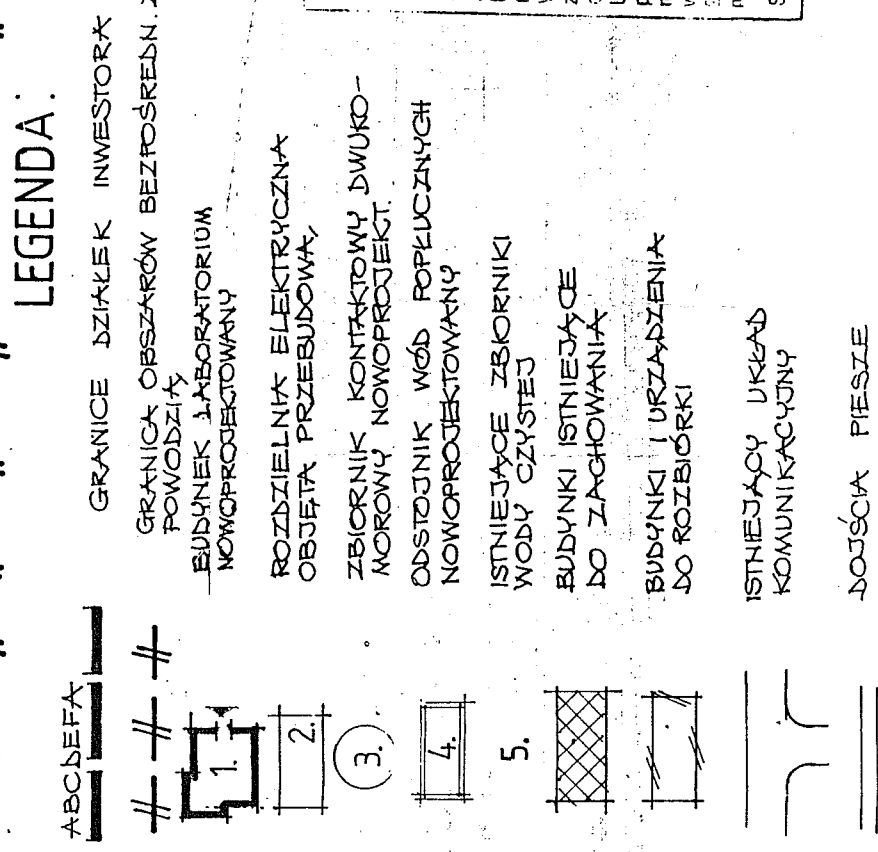 LEGENDA:
ABCDEFA
GRANICE DZIAŁEK INWESTORA
GRANICA OBSZARÓW BEZPOŚREDN.
POWODZIĄ
1.
BUDYNEK LABORATORIUM
NOWOPROJEKTOWANY
2.
ROZDZIELNIA ELEKTRYCZNA
OBJĘTA PRZEBUDOWĄ
3.
ZBIORNIK KONTAKTOWY DWUKO-
MOROWY NOWOPROJEKT.
4.
ODSTOJNIK WÓD POPŁUCZNYCH
NOWOPROJEKTOWANY
5.
ISTNIEJĄCE ZBIORNIKI
WODY CZYSTEJ
BUDYNKI ISTNIEJĄCE
DO ZACHOWANIA
BUDYNKI I URZĄDZENIA
DO ROZBIÓRKI
ISTNIEJĄCY UKŁAD
KOMUNIKACYJNY
DOJŚCIA PIESZE